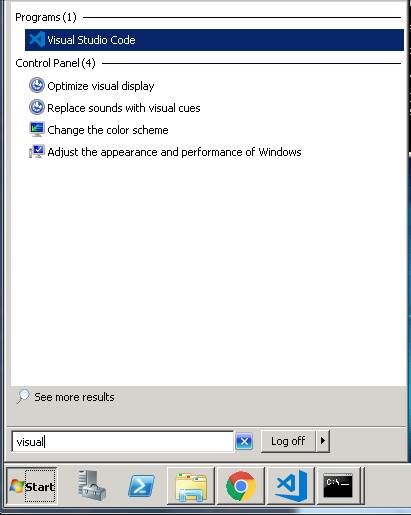 Programs (1)
Visual Studio Code
Control Panel (4)
Optimize visual display
Replace sounds with visual cues
Change the color scheme
Adjust the appearance and performance of Windows
See more results
visual
Log off
Start
C:\_